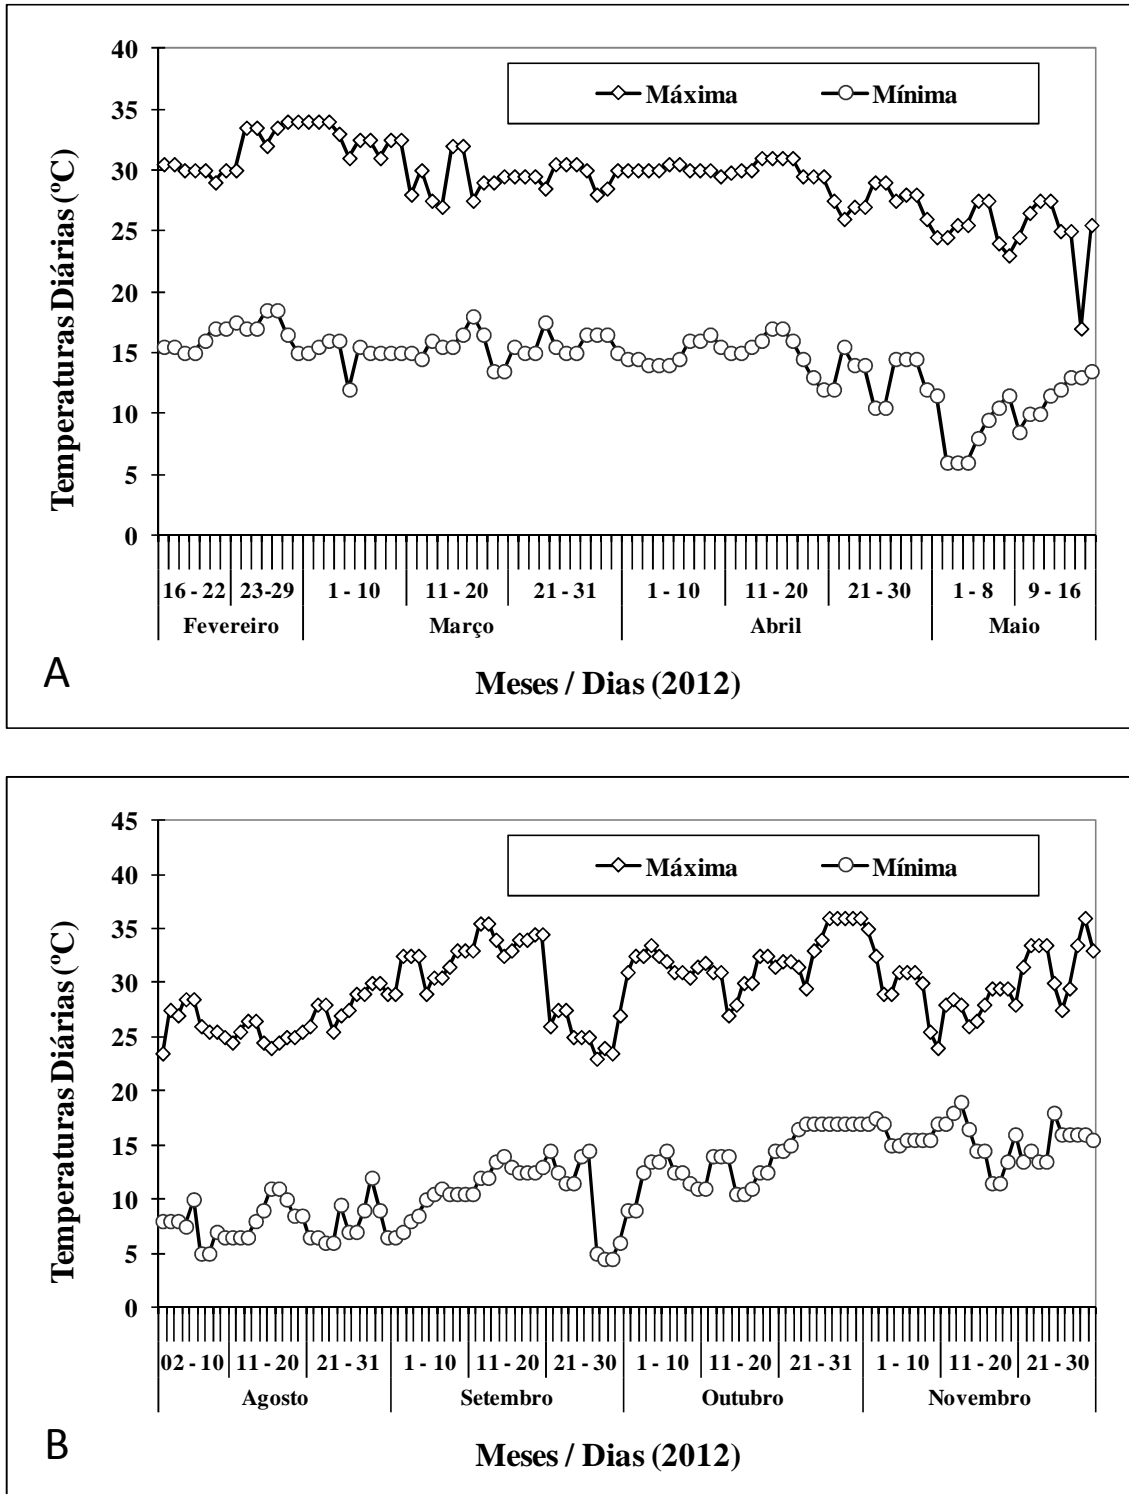 40
35
30
25
20
15
10
5
0
Temperaturas Diárias (ºC)
Máxima Mínima
16 - 22 23-29 1 - 10 11 - 20 21 - 31 1 - 10 11 - 20 21 - 30 1 - 8 9 - 16
Fevereiro Março Abril Maio
A
Meses / Dias (2012)
45
40
35
30
25
20
15
10
5
0
Temperaturas Diárias (ºC)
Máxima Mínima
02 - 10 11 - 20 21 - 31 1 - 10 11 - 20 21 - 30 1 - 10 11 - 20 21 - 31 1 - 10 11 - 20 21 - 30
Agosto Setembro Outubro Novembro
B
Meses / Dias (2012)